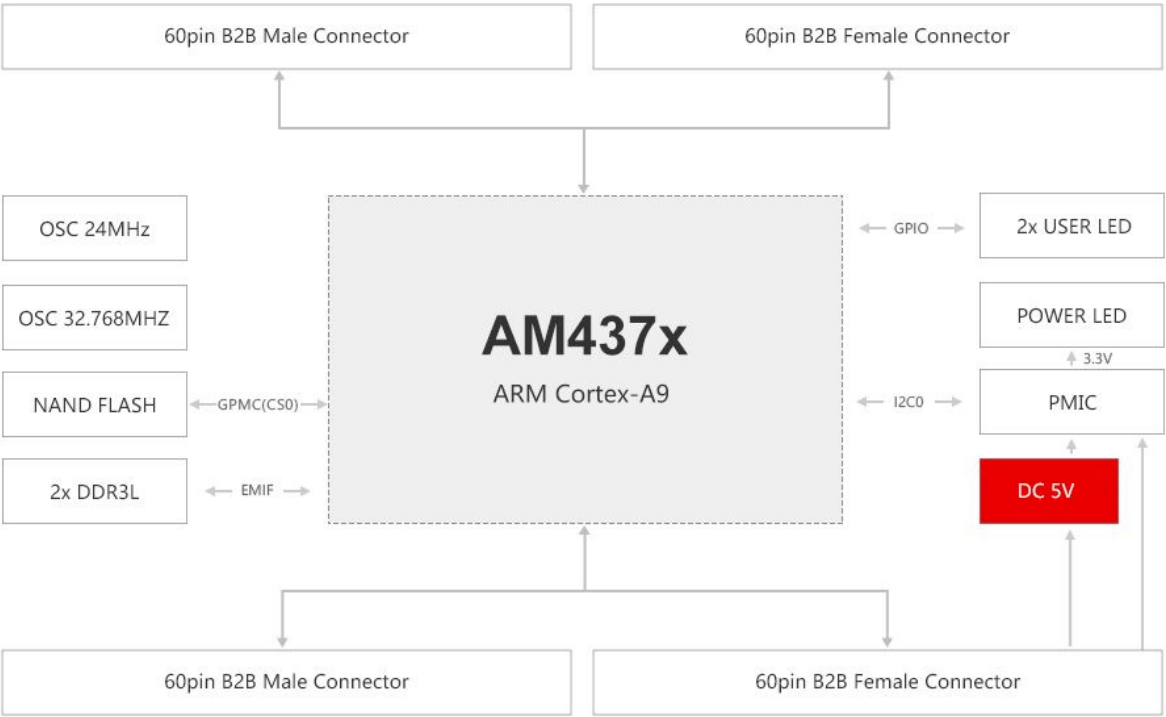 60pin B2B Male Connector
60pin B2B Female Connector
OSC 24MHz
OSC 32.768MHZ
NAND FLASH
GPMC(CS0)
2x DDR3L
EMIF
AM437x
ARM Cortex-A9
GPIO
2x USER LED
POWER LED
3.3V
I2C0
PMIC
DC 5V
60pin B2B Male Connector
60pin B2B Female Connector